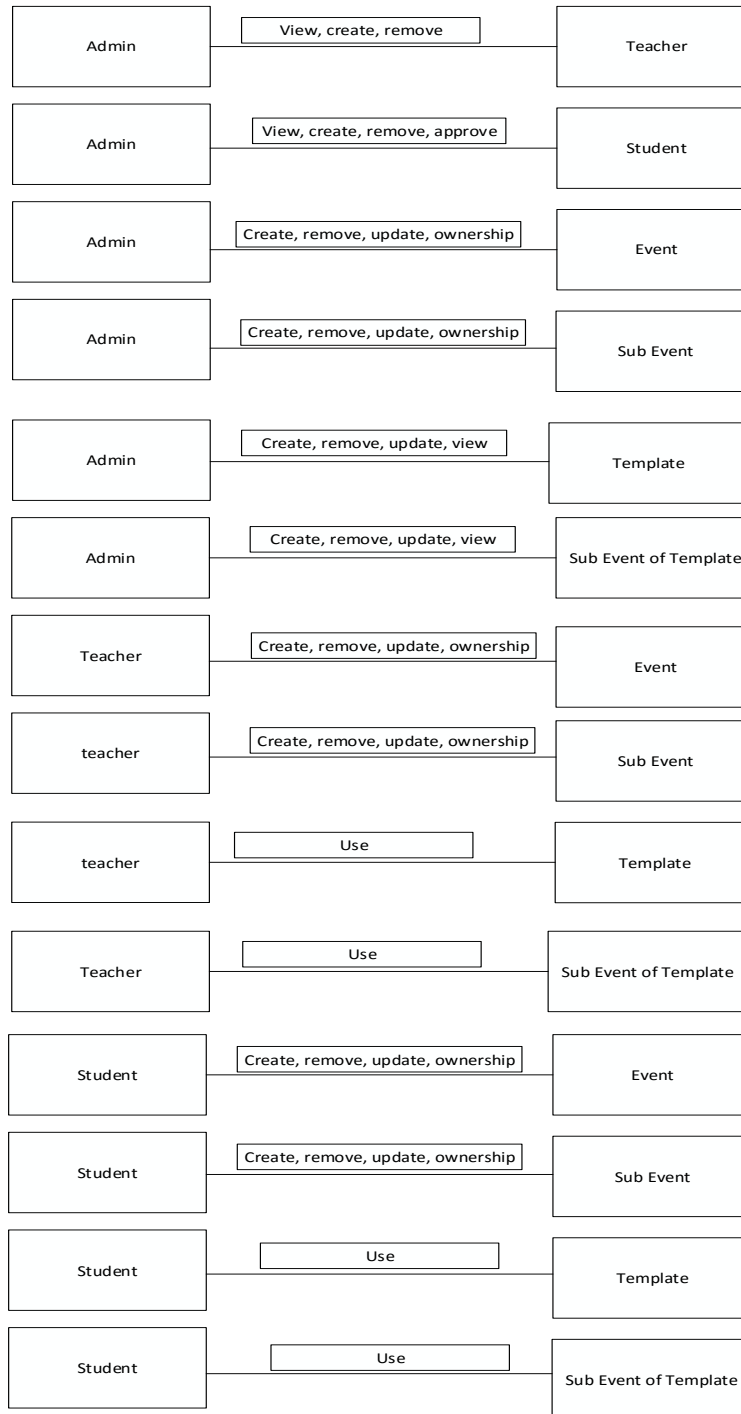 Admin
View, create, remove
Teacher
Admin
View, create, remove, approve
Student
Admin
Create, remove, update, ownership
Event
Admin
Create, remove, update, ownership
Sub Event
Admin
Create, remove, update, view
Template
Admin
Create, remove, update, view
Sub Event of Template
Teacher
Create, remove, update, ownership
Event
teacher
Create, remove, update, ownership
Sub Event
teacher
Use
Template
Teacher
Use
Sub Event of Template
Student
Create, remove, update, ownership
Event
Student
Create, remove, update, ownership
Sub Event
Student
Use
Template
Student
Use
Sub Event of Template